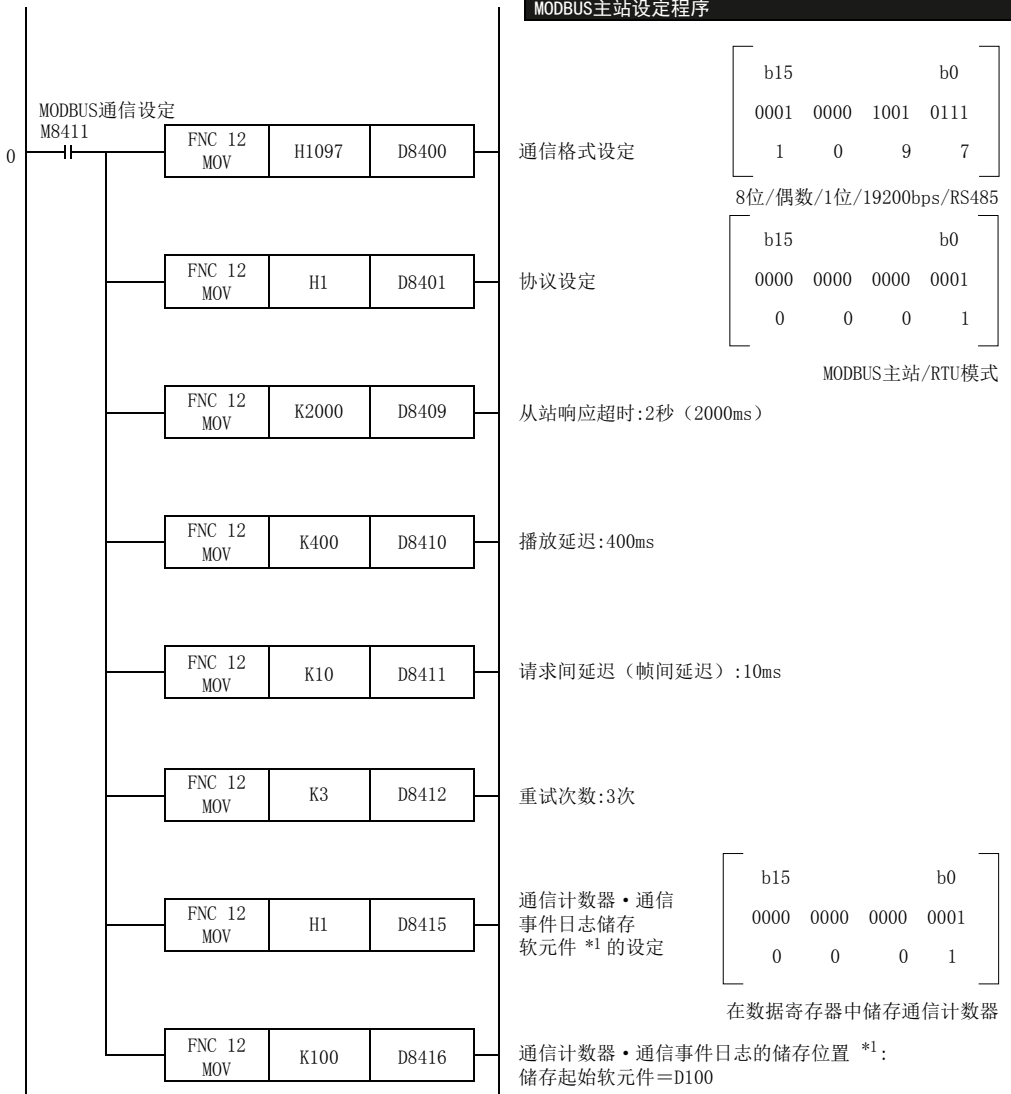 MODBUS主站设定程序
MODBUS通信设定
M8411
0
FNC 12
MOV
H1097
D8400
通信格式设定
b15 b0
0001 0000 1001 0111
1 0 9 7
8位/偶数/1位/19200bps/RS485
FNC 12
MOV
H1
D8401
协议设定
b15 b0
0000 0000 0000 0001
0 0 0 1
MODBUS主站/RTU模式
FNC 12
MOV
K2000
D8409
从站响应超时:2秒（2000ms）
FNC 12
MOV
K400
D8410
播放延迟:400ms
FNC 12
MOV
K10
D8411
请求间延迟（帧间延迟）:10ms
FNC 12
MOV
K3
D8412
重试次数:3次
FNC 12
MOV
H1
D8415
通信计数器·通信
事件日志储存
软元件 *1 的设定
b15 b0
0000 0000 0000 0001
0 0 0 1
在数据寄存器中储存通信计数器
FNC 12
MOV
K100
D8416
通信计数器·通信事件日志的储存位置 *1:
储存起始软元件＝D100